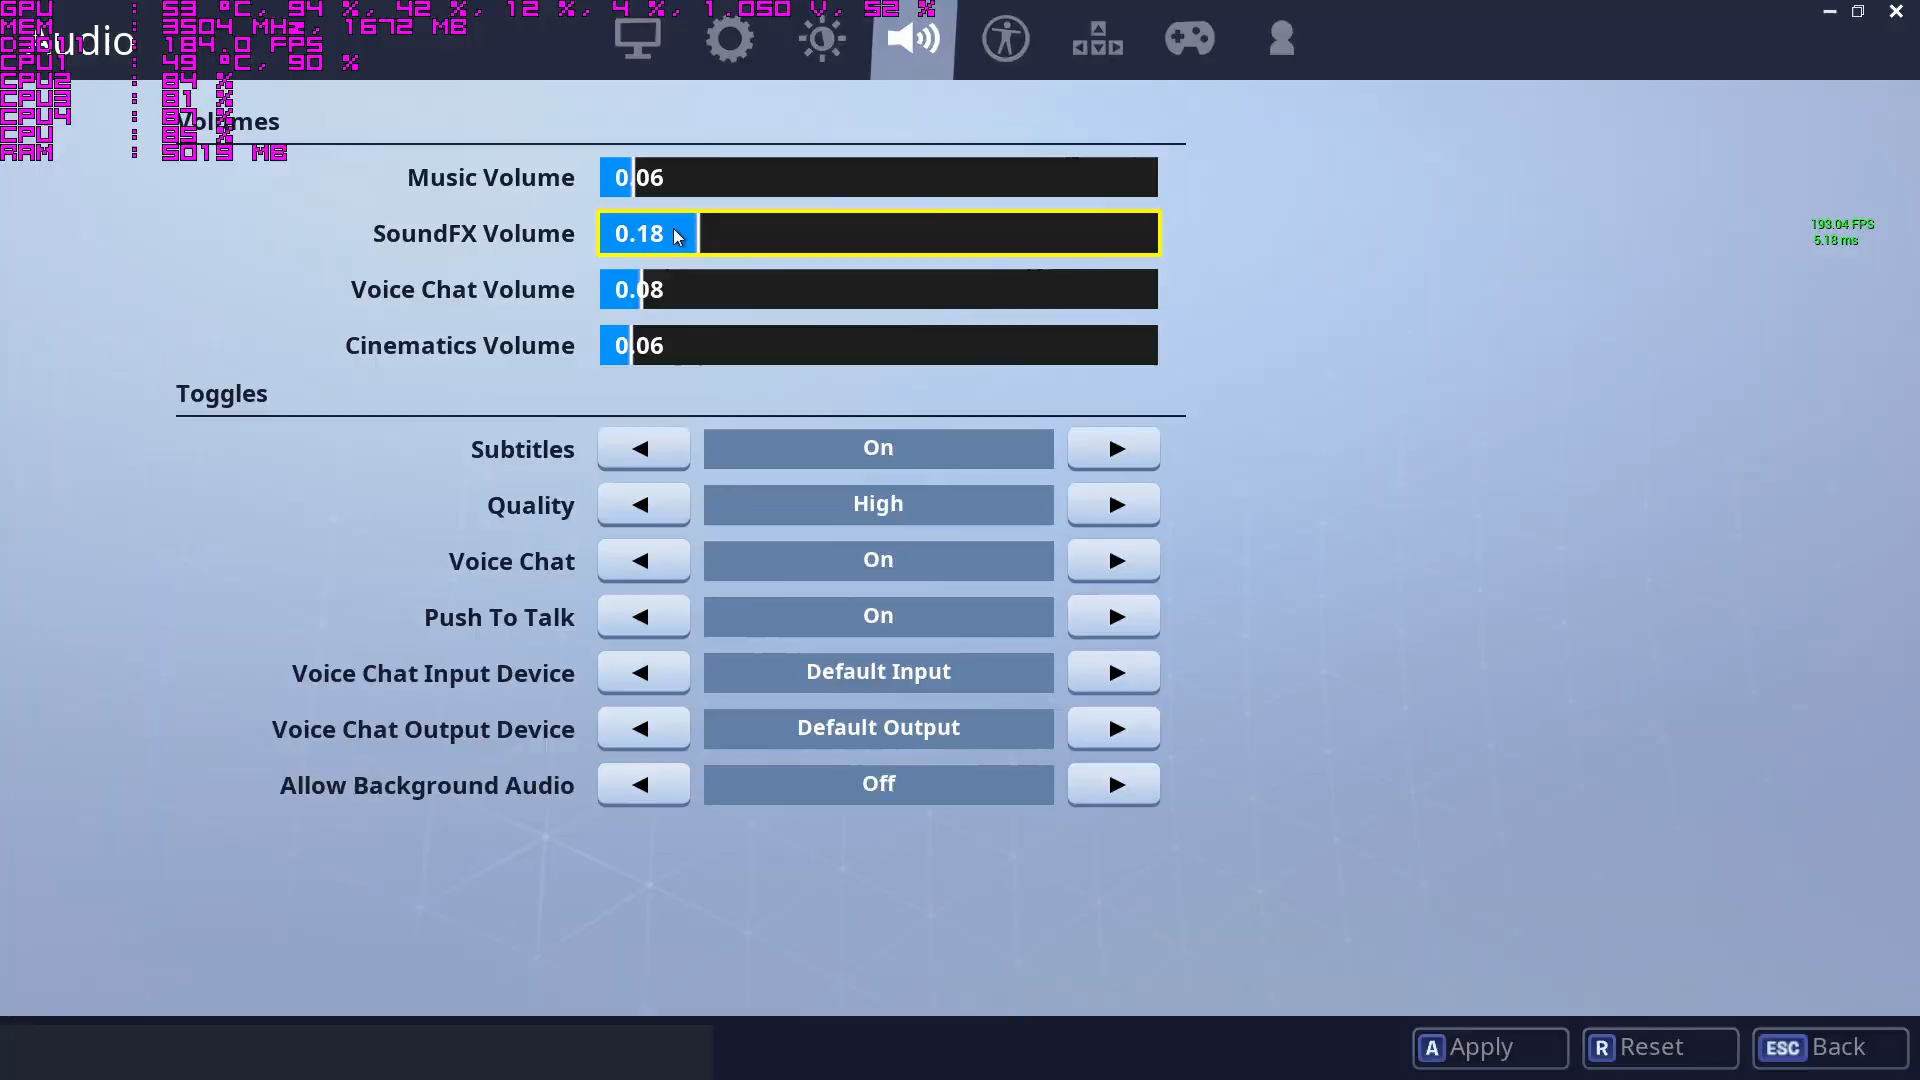 GPU : 53 °C, 94 %, 42 %, 12 %, 4 %, 1.050 V, 52 %
MEM : 3504 MHz, 1672 MB
D3D11 : 184.0 FPS
Audio
CPU1 : 49 °C, 90 %
CPU2 : 84 %
CPU3 : 81 %
CPU4 : 87 %
CPU : 85 %
RAM : 5019 MB
Volumes
Music Volume 0.06
SoundFX Volume 0.18
193.04 FPS
5.18 ms
Voice Chat Volume 0.08
Cinematics Volume 0.06
Toggles
Subtitles On
Quality High
Voice Chat On
Push To Talk On
Voice Chat Input Device Default Input
Voice Chat Output Device Default Output
Allow Background Audio Off
A Apply R Reset ESC Back